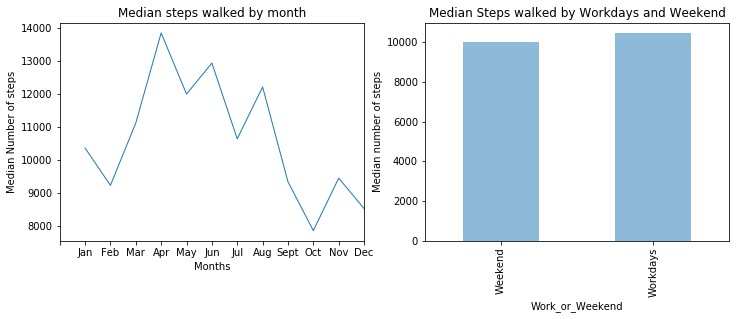 Median steps walked by month
14000
13000
12000
11000
10000
9000
8000
Median Number of steps
Jan Feb Mar Apr May Jun Jul Aug Sept Oct Nov Dec
Months
Median Steps walked by Workdays and Weekend
10000
8000
6000
4000
2000
0
Median number of steps
Weekend
Workdays
Work_or_Weekend